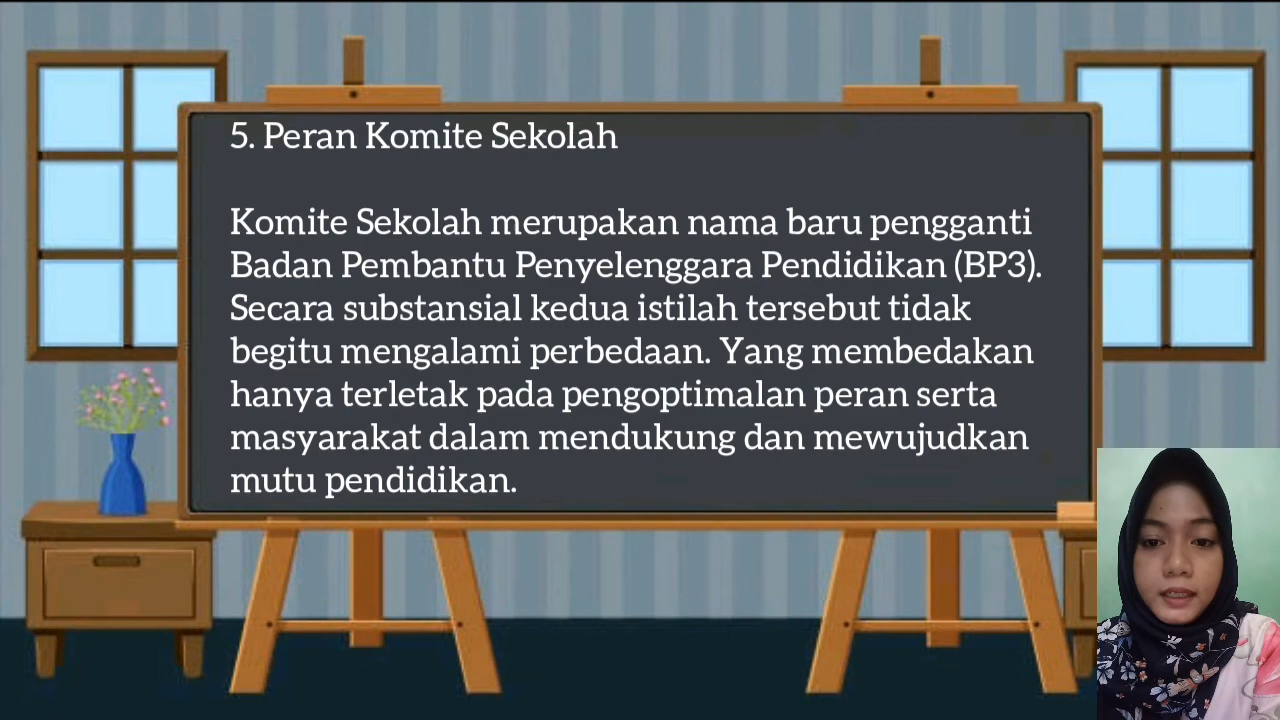 5. Peran Komite Sekolah
Komite Sekolah merupakan nama baru pengganti
Badan Pembantu Penyelenggara Pendidikan (BP3).
Secara substansial kedua istilah tersebut tidak
begitu mengalami perbedaan. Yang membedakan
hanya terletak pada pengoptimalan peran serta
masyarakat dalam mendukung dan mewujudkan
mutu pendidikan.